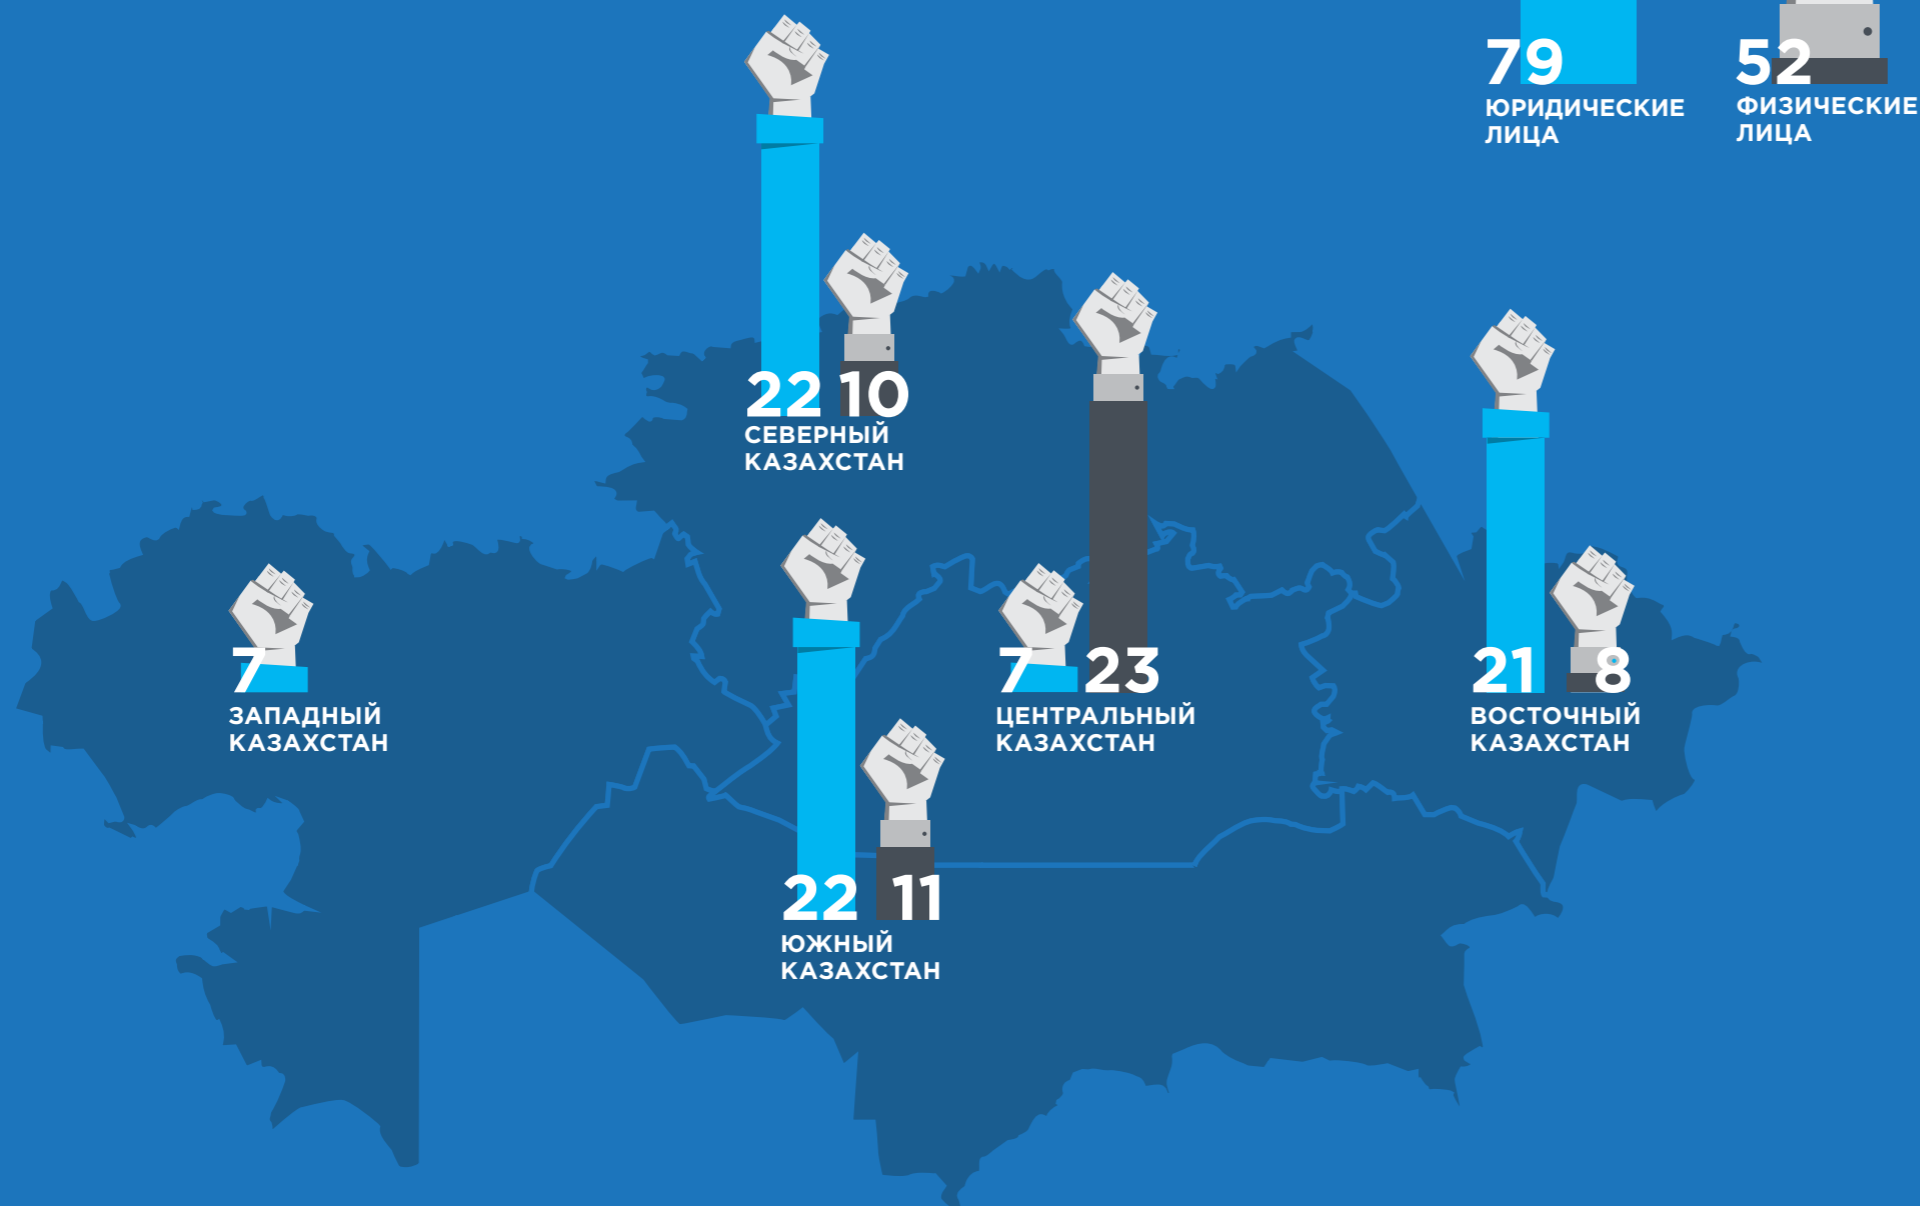 79
ЮРИДИЧЕСКИЕ
ЛИЦА
52
ФИЗИЧЕСКИЕ
ЛИЦА
22 10
СЕВЕРНЫЙ
КАЗАХСТАН
7
ЗАПАДНЫЙ
КАЗАХСТАН
7 23
ЦЕНТРАЛЬНЫЙ
КАЗАХСТАН
21 8
ВОСТОЧНЫЙ
КАЗАХСТАН
22 11
ЮЖНЫЙ
КАЗАХСТАН